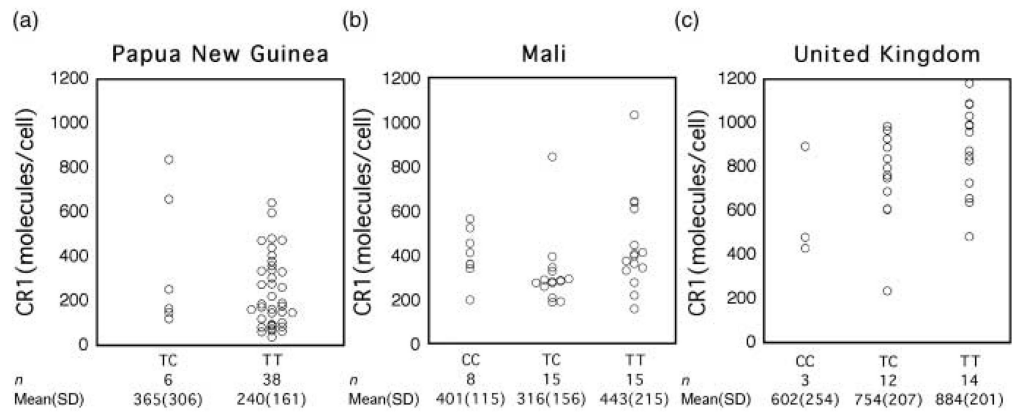 (a)
Papua New Guinea
CR1(molecules/cell)
1200
1000
800
600
400
200
0
TC TT
n 6 38
Mean(SD) 365(306) 240(161)
(b)
Mali
CR1(molecules/cell)
1200
1000
800
600
400
200
0
CC TC TT
n 8 15 15
Mean(SD) 401(115) 316(156) 443(215)
(c)
United Kingdom
CR1(molecules/cell)
1200
1000
800
600
400
200
0
CC TC TT
n 3 12 14
Mean(SD) 602(254) 754(207) 884(201)